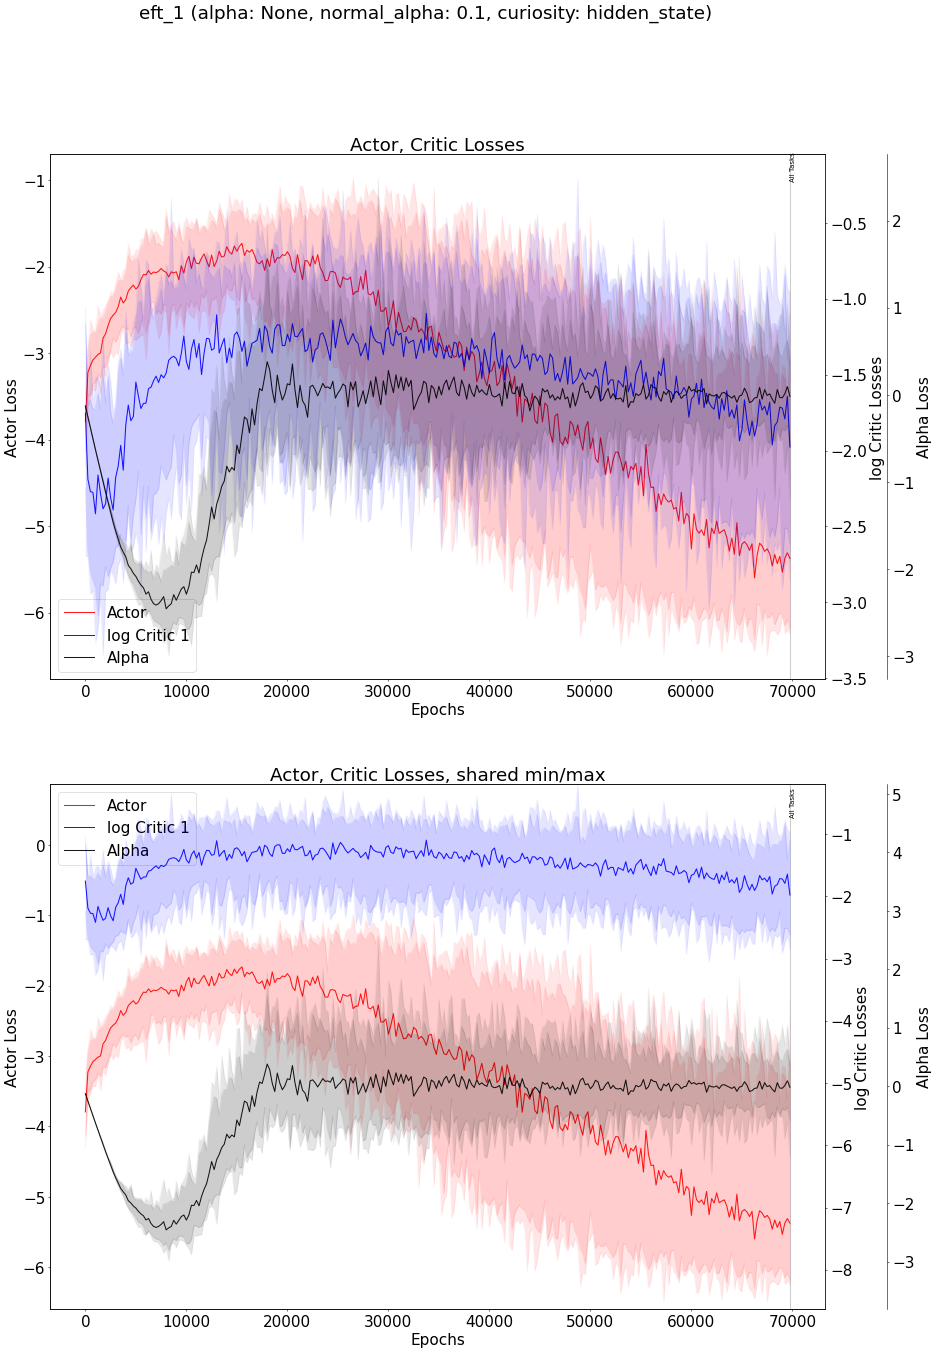 eft_1 (alpha: None, normal_alpha: 0.1, curiosity: hidden_state)
Actor, Critic Losses
All Tasks
−1
−2
−3
−4
−5
−6
Actor Loss
−0.5
−1.0
−1.5
−2.0
−2.5
−3.0
−3.5
log Critic Losses
2
1
0
−1
−2
−3
Alpha Loss
Actor
log Critic 1
Alpha
0 10000 20000 30000 40000 50000 60000 70000
Epochs
Actor, Critic Losses, shared min/max
All Tasks
Actor
log Critic 1
Alpha
0
−1
−2
−3
−4
−5
−6
Actor Loss
−1
−2
−3
−4
−5
−6
−7
−8
log Critic Losses
5
4
3
2
1
0
−1
−2
−3
Alpha Loss
0 10000 20000 30000 40000 50000 60000 70000
Epochs